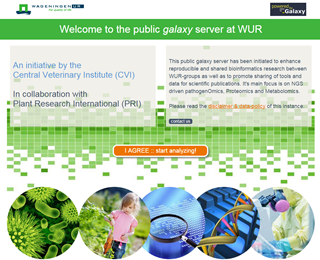 WAGENINGEN UR
For quality of life
powered by
Galaxy
Welcome to the public galaxy server at WUR
An initiative by the
Central Veterinary Institute (CVI)
In collaboration with
Plant Research International (PRI).
This public galaxy server has been initiated to enhance
reproducible and shared bioinformatics research between
WUR-groups as well as to promote sharing of tools and
data for scientific publications. It's main focus is on NGS
driven pathogenOmics, Proteomics and Metabolomics.
Please read the disclaimer & data-policy of this instance.
contact us
I AGREE :: start analyzing!